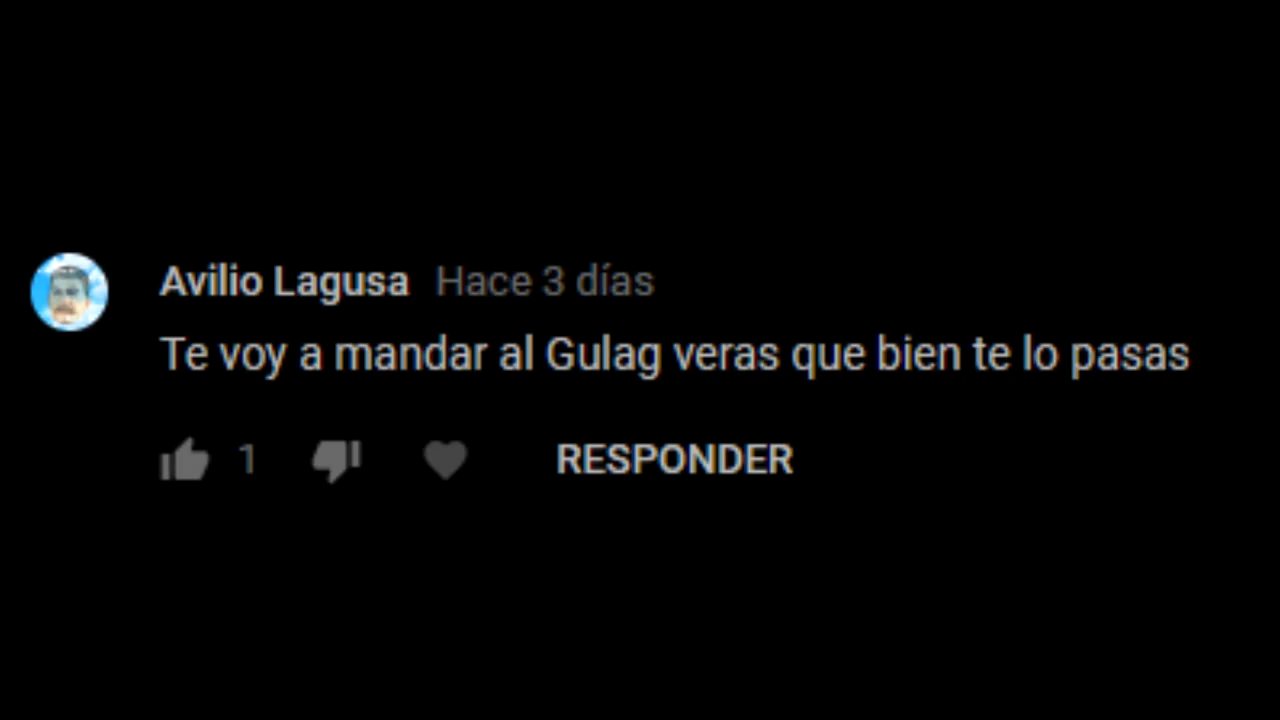 Avilio Lagusa Hace 3 días
Te voy a mandar al Gulag veras que bien te lo pasas
1 RESPONDER